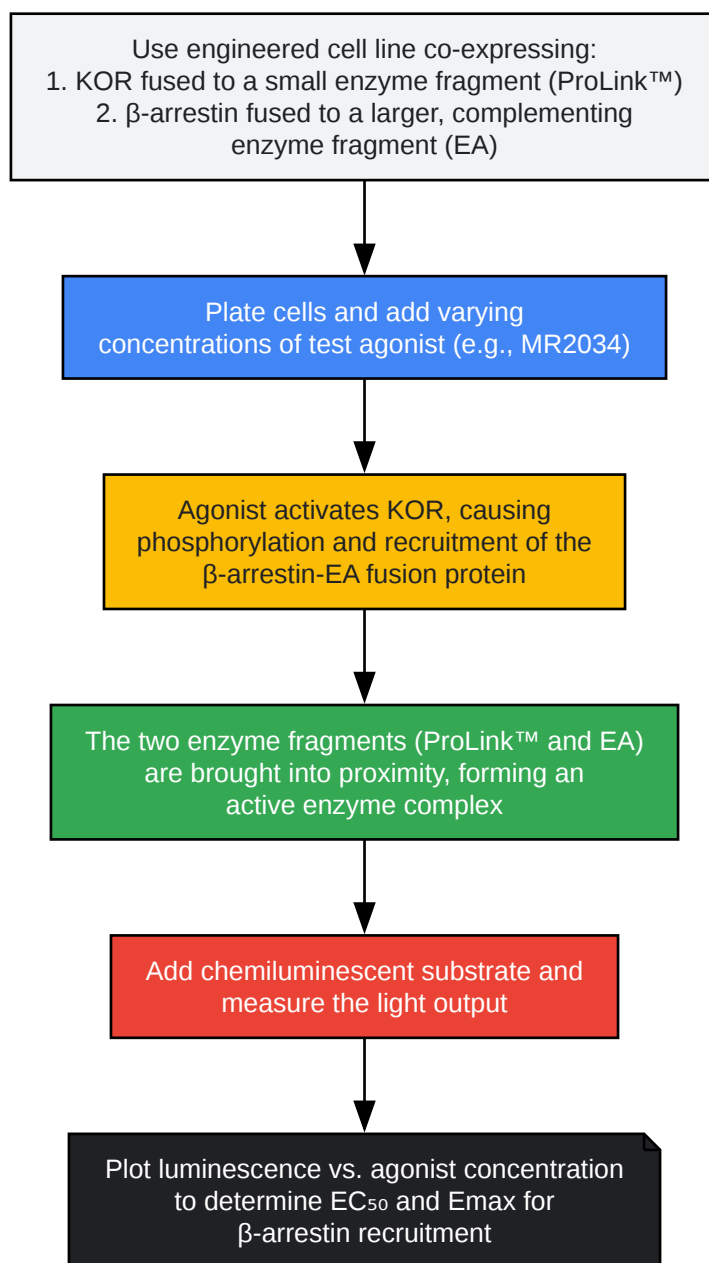 Use engineered cell line co-expressing:
1. KOR fused to a small enzyme fragment (ProLink™)
2. β-arrestin fused to a larger, complementing
enzyme fragment (EA)
Plate cells and add varying
concentrations of test agonist (e.g., MR2034)
Agonist activates KOR, causing
phosphorylation and recruitment of the
β-arrestin-EA fusion protein
The two enzyme fragments (ProLink™ and EA)
are brought into proximity, forming an
active enzyme complex
Add chemiluminescent substrate and
measure the light output
Plot luminescence vs. agonist concentration
to determine EC₅₀ and Emax for
β-arrestin recruitment